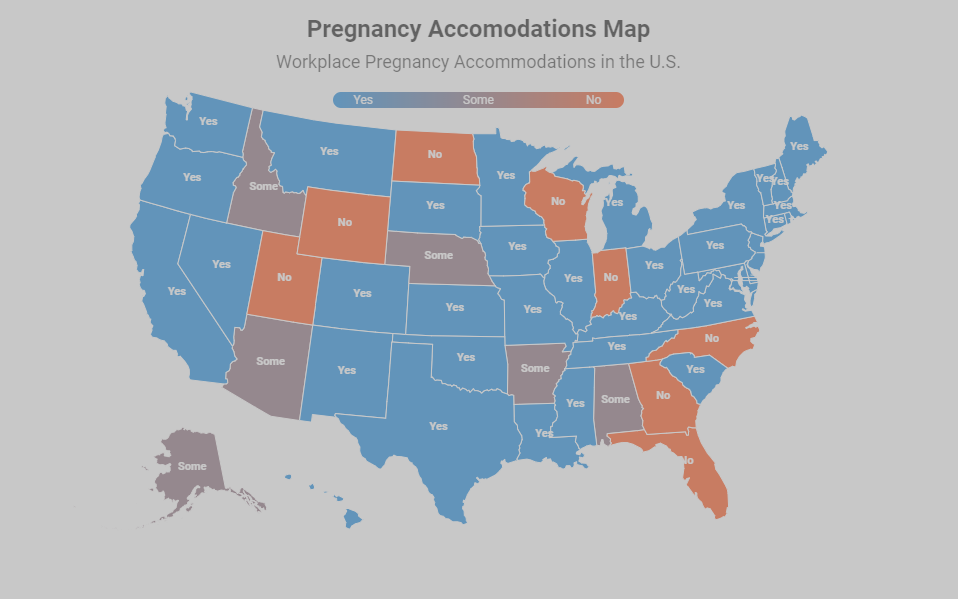 Pregnancy Accomodations Map
Workplace Pregnancy Accommodations in the U.S.
Yes Some No
Yes
Yes
Yes
No
Yes
Yes
Yes
Yes
Yes
Some
No
Yes
No
Yes
Yes
Yes
Yes
Yes
No
Yes
Some
Yes
Yes
Yes
No
Yes
Yes
No
Yes
Yes
Yes
Yes
Yes
Yes
Yes
No
Some
Yes
Yes
Yes
Some
Yes
Some
No
Yes
Yes
Yes
No
Some